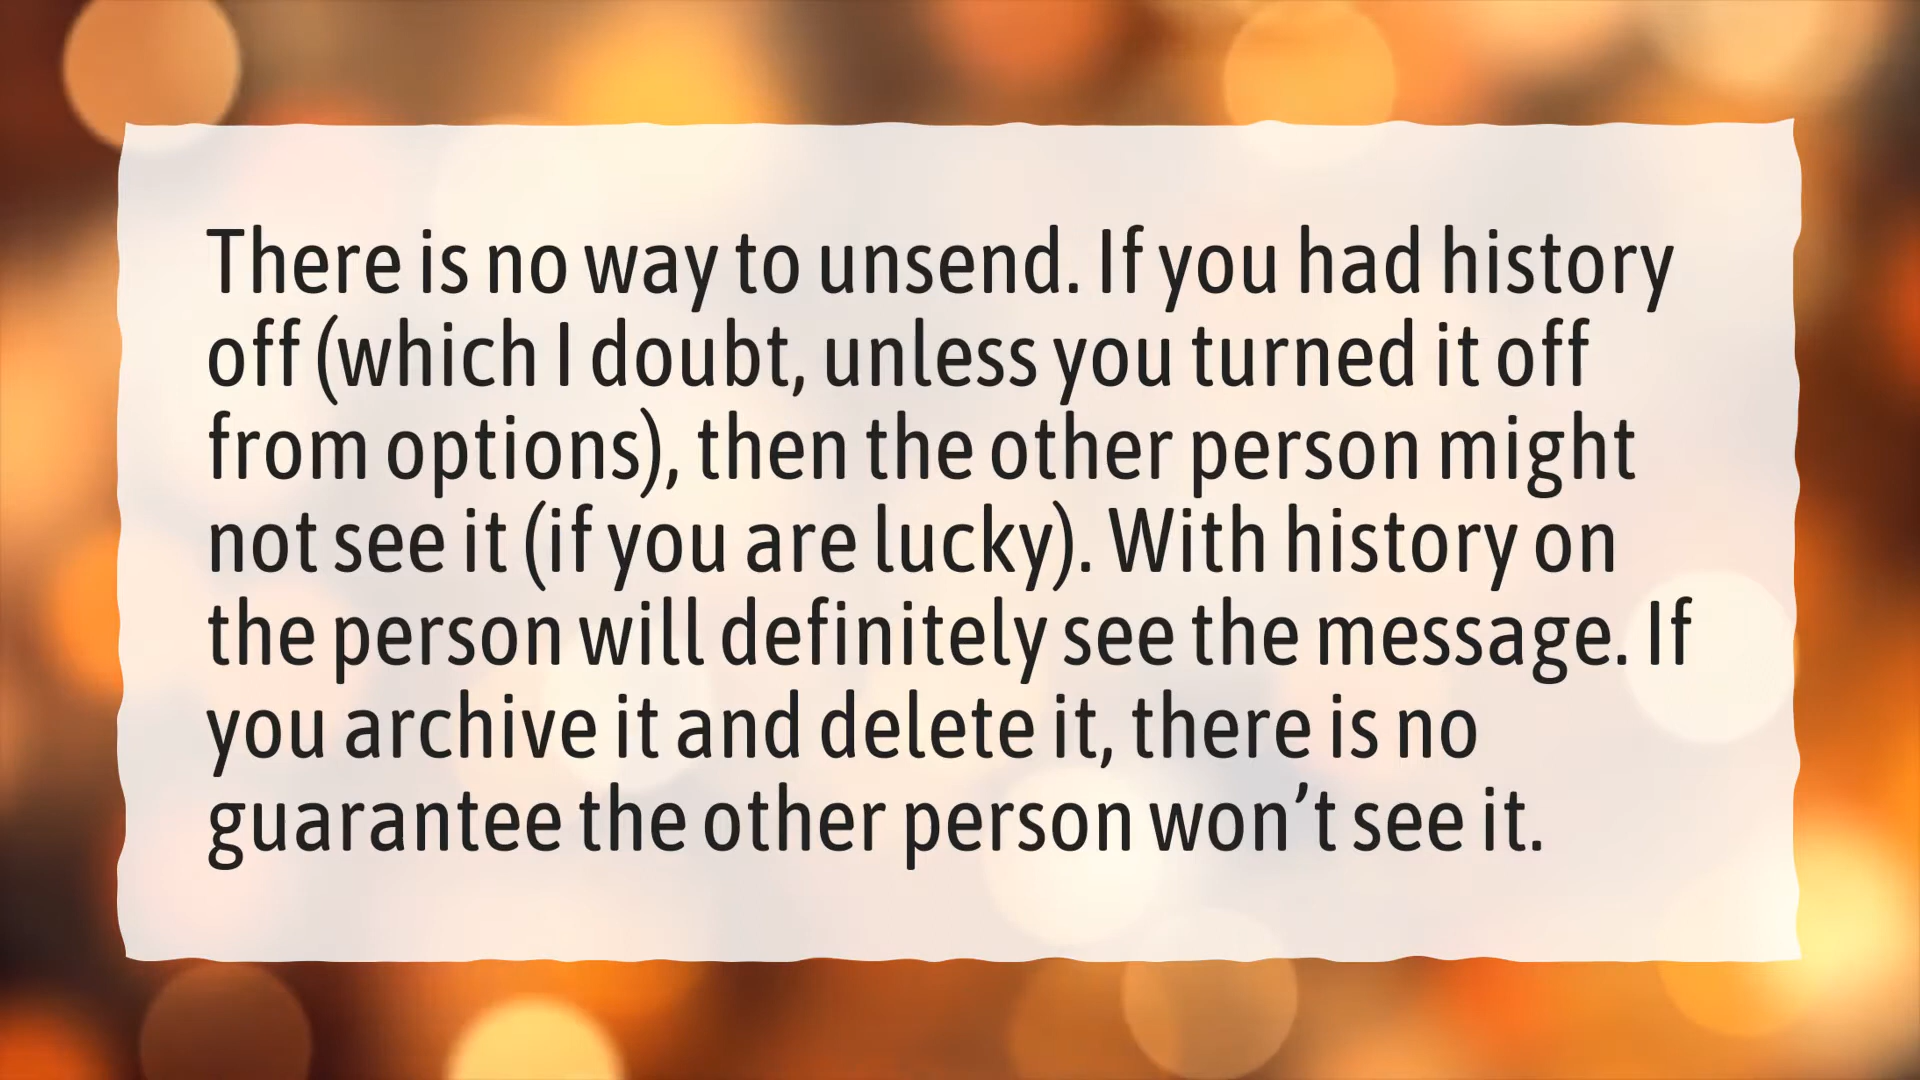 There is no way to unsend. If you had history
off (which I doubt, unless you turned it off
from options), then the other person might
not see it (if you are lucky). With history on
the person will definitely see the message. If
you archive it and delete it, there is no
guarantee the other person won’t see it.